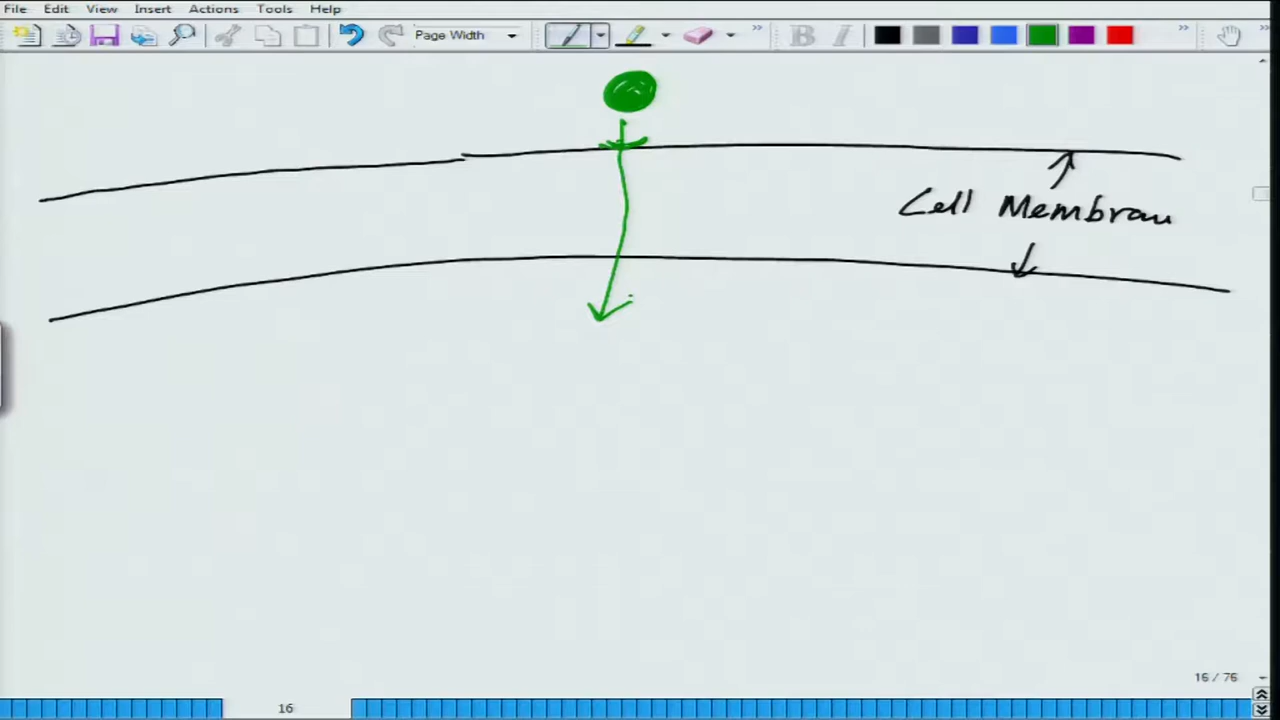 File Edit View Insert Actions Tools Help
Page Width
B I
Cell Membran
16 / 76
16